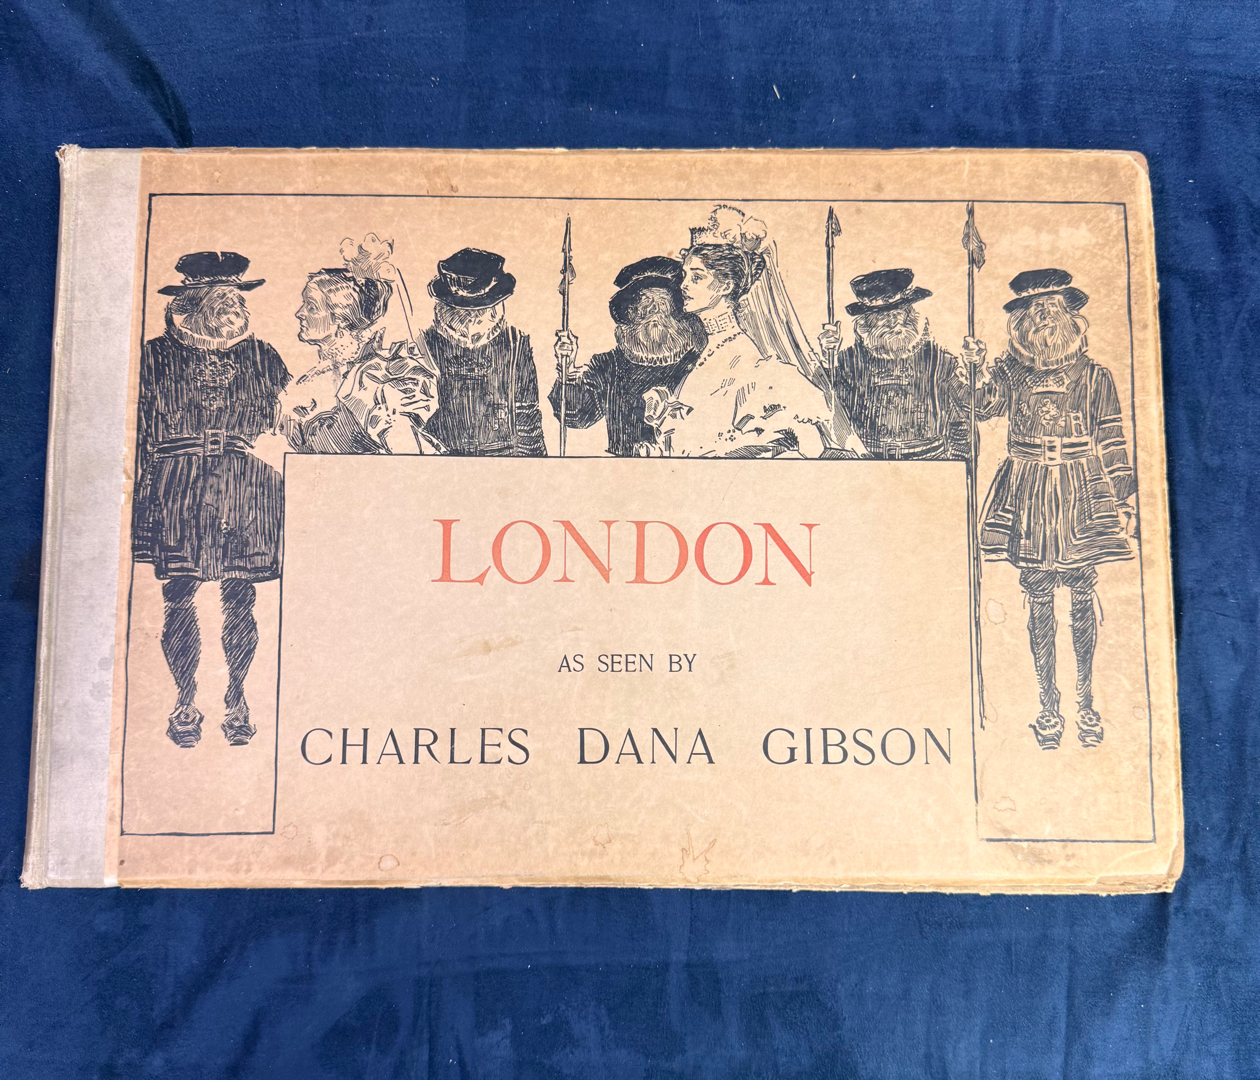 LONDON
AS SEEN BY
CHARLES DANA GIBSON